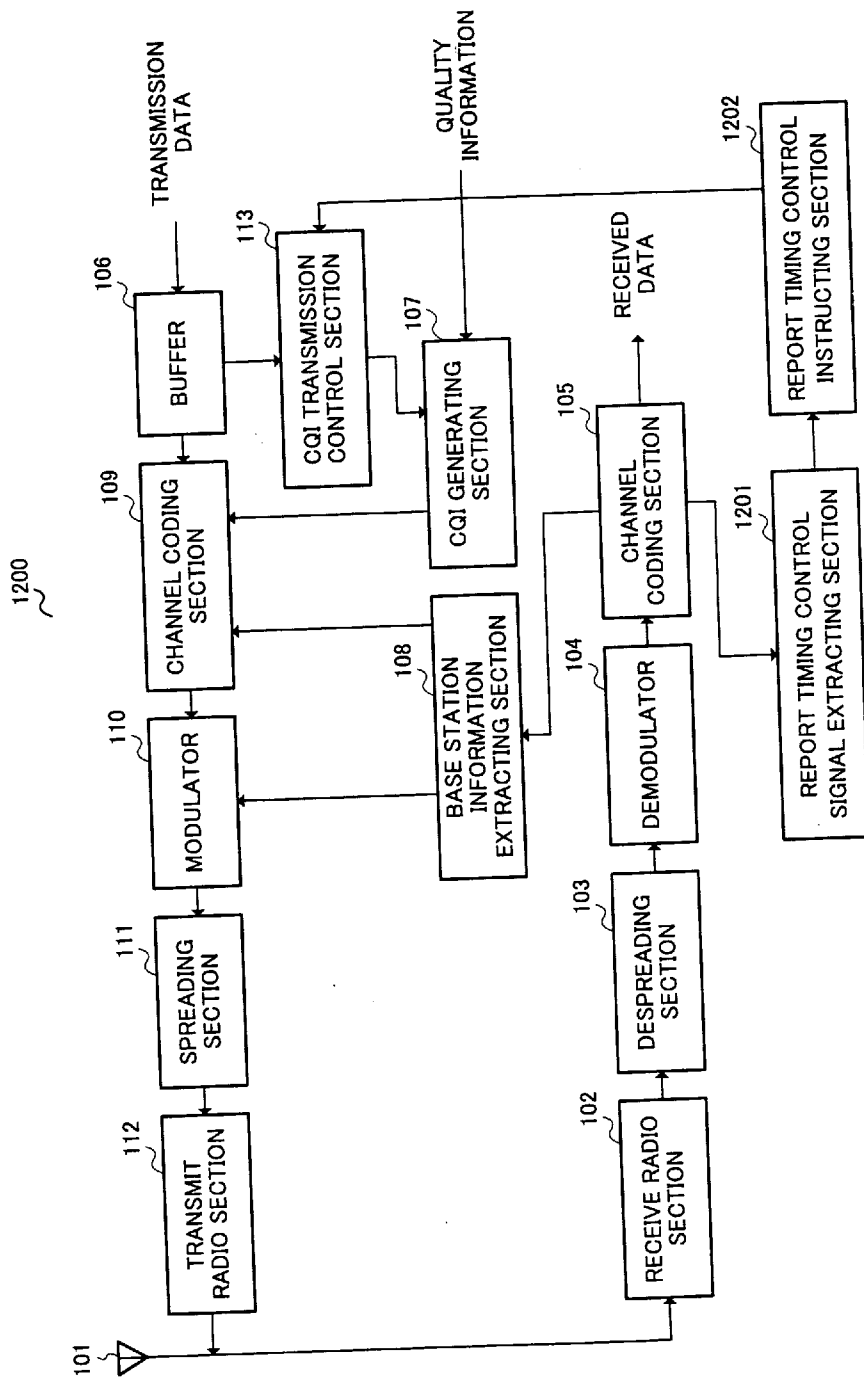 1200
TRANSMISSION
DATA
106
BUFFER
109
CHANNEL CODING
SECTION
110
MODULATOR
111
SPREADING
SECTION
112
TRANSMIT
RADIO SECTION
101
113
CQI TRANSMISSION
CONTROL SECTION
QUALITY
INFORMATION
107
CQI GENERATING
SECTION
108
BASE STATION
INFORMATION
EXTRACTING SECTION
RECEIVED
DATA
105
CHANNEL
CODING SECTION
104
DEMODULATOR
103
DESPREADING
SECTION
102
RECEIVE RADIO
SECTION
1202
REPORT TIMING CONTROL
INSTRUCTING SECTION
1201
REPORT TIMING CONTROL
SIGNAL EXTRACTING SECTION